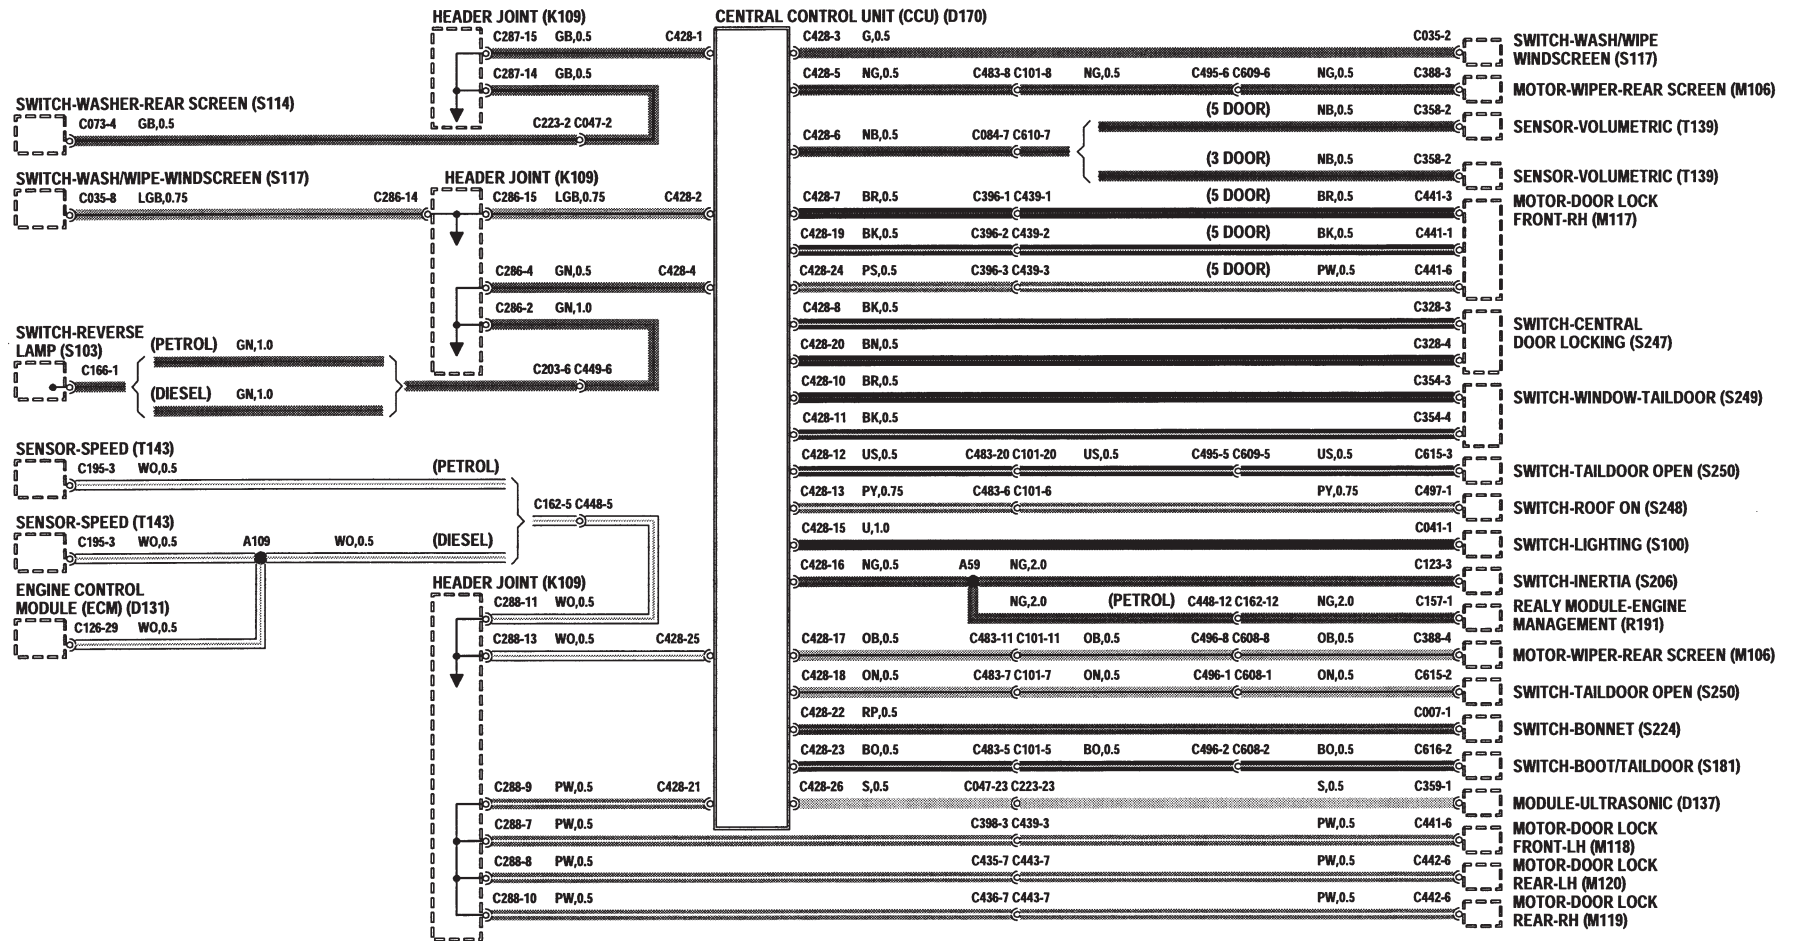 HEADER JOINT (K109)
C287-15 GB,0.5 C428-1
C287-14 GB,0.5
SWITCH-WASHER-REAR SCREEN (S114)
C073-4 GB,0.5 C223-2 C047-2
SWITCH-WASH/WIPE-WINDSCREEN (S117)
HEADER JOINT (K109)
C035-8 LGB,0.75 C286-14 C286-15 LGB,0.75 C428-2
C286-4 GN,0.5 C428-4
C286-2 GN,1.0
SWITCH-REVERSE
LAMP (S103)
(PETROL) GN,1.0
C166-1 C203-6 C449-6
(DIESEL) GN,1.0
SENSOR-SPEED (T143)
C195-3 WO,0.5 (PETROL)
C162-5 C448-5
SENSOR-SPEED (T143)
C195-3 WO,0.5 A109 WO,0.5 (DIESEL)
ENGINE CONTROL
MODULE (ECM) (D131)
C126-29 WO,0.5
HEADER JOINT (K109)
C288-11 WO,0.5
C288-13 WO,0.5 C428-25
C288-9 PW,0.5 C428-21
CENTRAL CONTROL UNIT (CCU) (D170)
C428-3 G,0.5 C035-2
SWITCH-WASH/WIPE
WINDSCREEN (S117)
C428-5 NG,0.5 C483-8 C101-8 NG,0.5 C495-6 C609-6 NG,0.5 C388-3
MOTOR-WIPER-REAR SCREEN (M106)
(5 DOOR) NB,0.5 C358-2
SENSOR-VOLUMETRIC (T139)
C428-6 NB,0.5 C084-7 C610-7
(3 DOOR) NB,0.5 C358-2
SENSOR-VOLUMETRIC (T139)
C428-7 BR,0.5 C396-1 C439-1 (5 DOOR) BR,0.5 C441-3
MOTOR-DOOR LOCK
FRONT-RH (M117)
C428-19 BK,0.5 C396-2 C439-2 (5 DOOR) BK,0.5 C441-1
C428-24 PS,0.5 C396-3 C439-3 (5 DOOR) PW,0.5 C441-6
C428-8 BK,0.5 C328-3
SWITCH-CENTRAL
DOOR LOCKING (S247)
C428-20 BN,0.5 C328-4
C428-10 BR,0.5 C354-3
SWITCH-WINDOW-TAILDOOR (S249)
C428-11 BK,0.5 C354-4
C428-12 US,0.5 C483-20 C101-20 US,0.5 C495-5 C609-5 US,0.5 C615-3
SWITCH-TAILDOOR OPEN (S250)
C428-13 PY,0.75 C483-6 C101-6 PY,0.75 C497-1
SWITCH-ROOF ON (S248)
C428-15 U,1.0 C041-1
SWITCH-LIGHTING (S100)
C428-16 NG,0.5 A59 NG,2.0 C123-3
SWITCH-INERTIA (S206)
NG,2.0 (PETROL) C448-12 C162-12 NG,2.0 C157-1
REALY MODULE-ENGINE
MANAGEMENT (R191)
C428-17 OB,0.5 C483-11 C101-11 OB,0.5 C496-8 C608-8 OB,0.5 C388-4
MOTOR-WIPER-REAR SCREEN (M106)
C428-18 ON,0.5 C483-7 C101-7 ON,0.5 C496-1 C608-1 ON,0.5 C615-2
SWITCH-TAILDOOR OPEN (S250)
C428-22 RP,0.5 C007-1
SWITCH-BONNET (S224)
C428-23 BO,0.5 C483-5 C101-5 BO,0.5 C496-2 C608-2 BO,0.5 C616-2
SWITCH-BOOT/TAILDOOR (S181)
C428-26 S,0.5 C047-23 C223-23 S,0.5 C359-1
MODULE-ULTRASONIC (D137)
C288-7 PW,0.5 C398-3 C439-3 PW,0.5 C441-6
MOTOR-DOOR LOCK
FRONT-LH (M118)
C288-8 PW,0.5 C435-7 C443-7 PW,0.5 C442-6
MOTOR-DOOR LOCK
REAR-LH (M120)
C288-10 PW,0.5 C436-7 C443-7 PW,0.5 C442-6
MOTOR-DOOR LOCK
REAR-RH (M119)